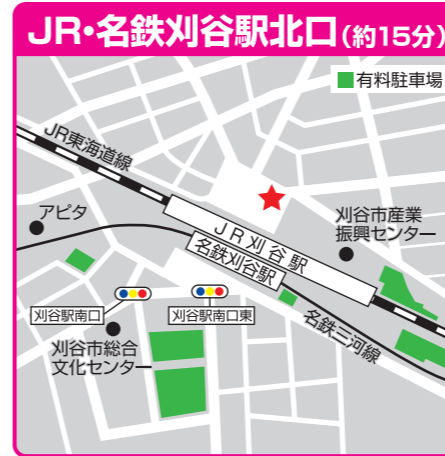 JR・名鉄刈谷駅北口(約15分)
有料駐車場
JR東海道線
アピタ
JR刈谷駅
名鉄刈谷駅
刈谷市産業
振興センター
刈谷駅南口
刈谷駅南口東
刈谷市総合
文化センター
名鉄三河線